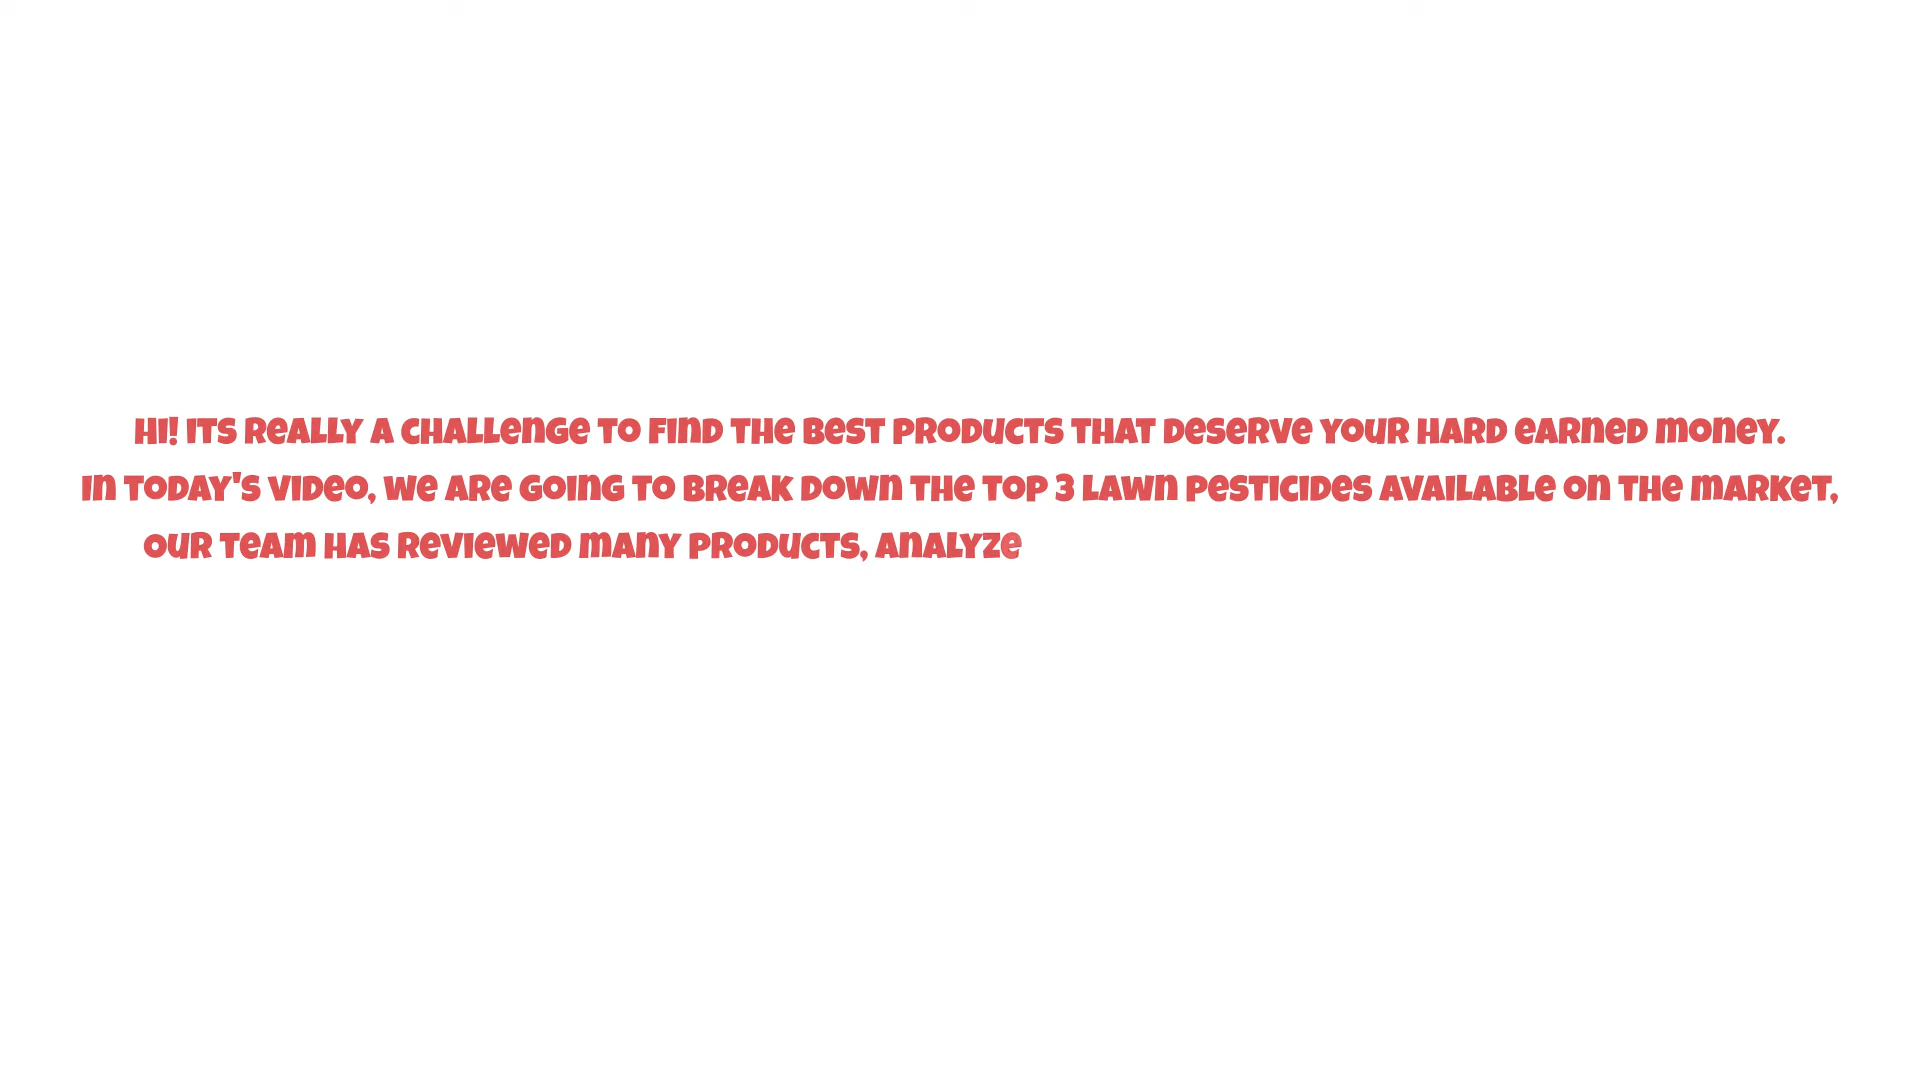 Hi! Its really a challenge to find the best products that deserve your hard earned money.
In today's video, we are going to break down the top 3 lawn pesticides available on the market,
our team has reviewed many products, analyze